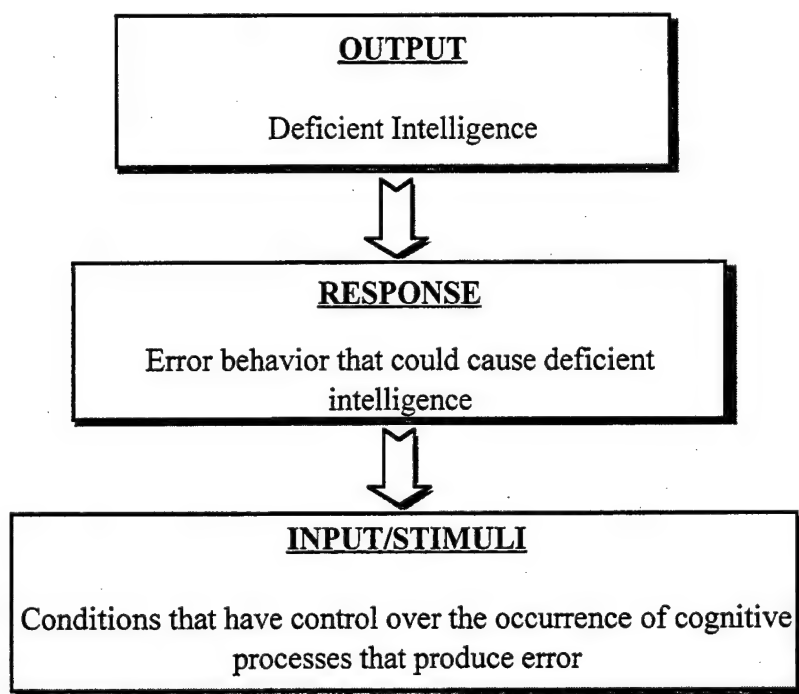 OUTPUT
Deficient Intelligence
RESPONSE
Error behavior that could cause deficient
intelligence
INPUT/STIMULI
Conditions that have control over the occurrence of cognitive
processes that produce error